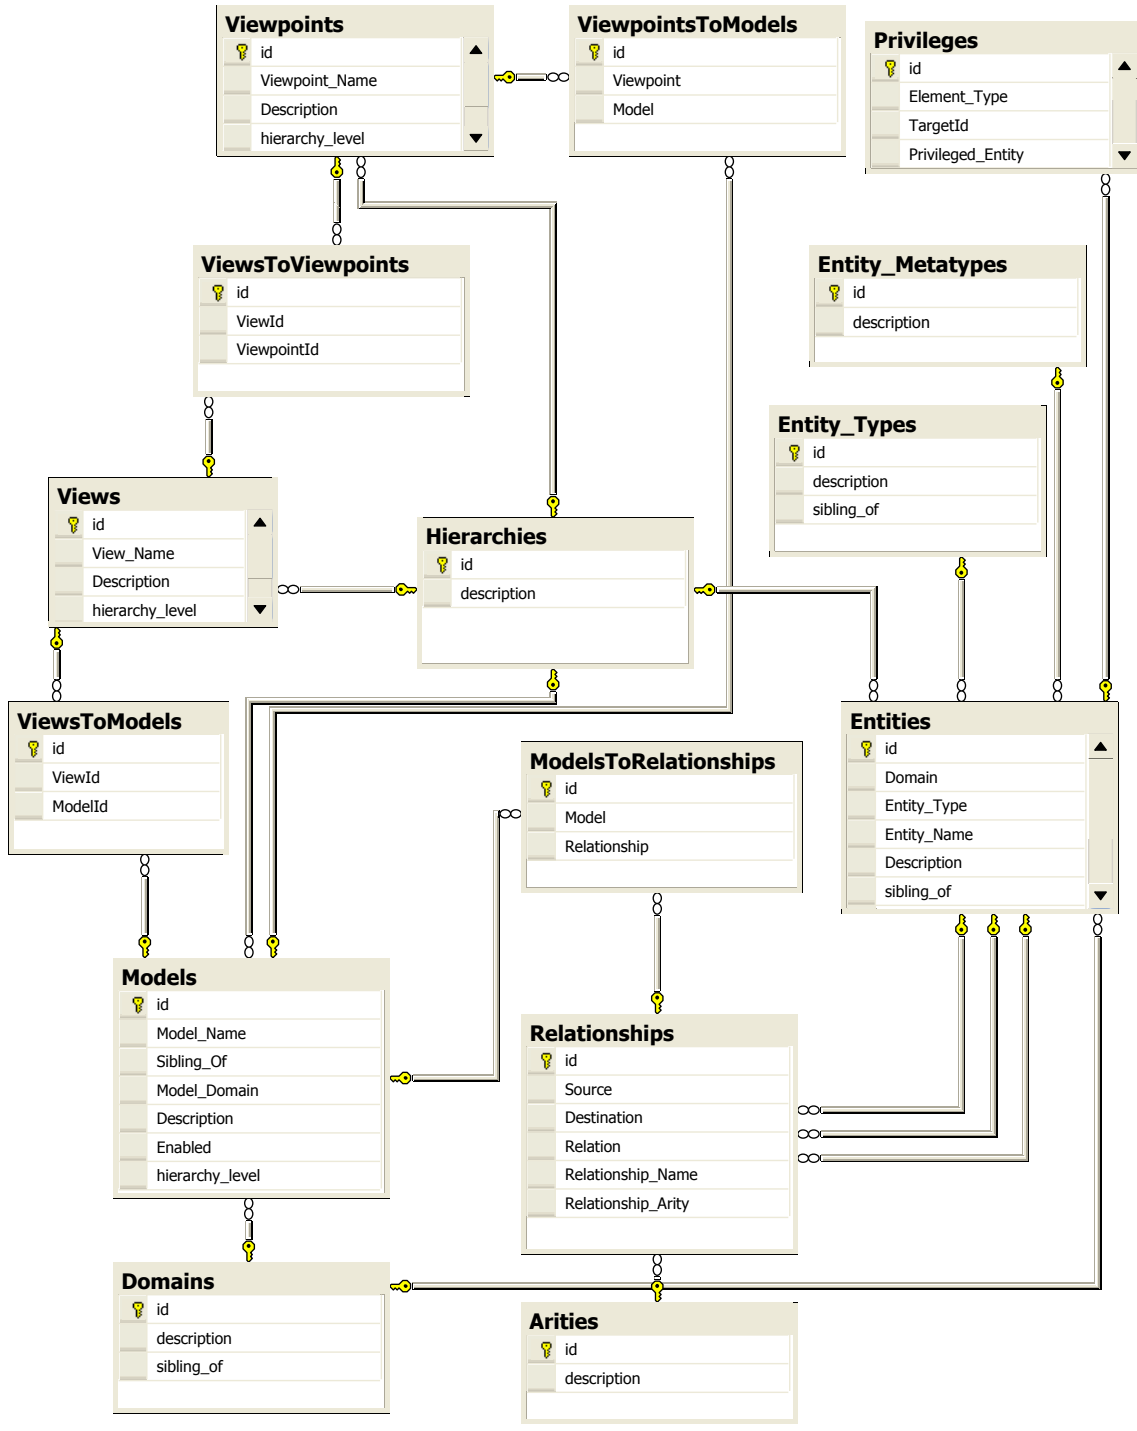 Viewpoints
id
Viewpoint_Name
Description
hierarchy_level
ViewpointsToModels
id
Viewpoint
Model
Privileges
id
Element_Type
TargetId
Privileged_Entity
ViewsToViewpoints
id
ViewId
ViewpointId
Entity_Metatypes
id
description
Entity_Types
id
description
sibling_of
Views
id
View_Name
Description
hierarchy_level
Hierarchies
id
description
ViewsToModels
id
ViewId
ModelId
ModelsToRelationships
id
Model
Relationship
Entities
id
Domain
Entity_Type
Entity_Name
Description
sibling_of
Models
id
Model_Name
Sibling_Of
Model_Domain
Description
Enabled
hierarchy_level
Relationships
id
Source
Destination
Relation
Relationship_Name
Relationship_Arity
Domains
id
description
sibling_of
Arities
id
description